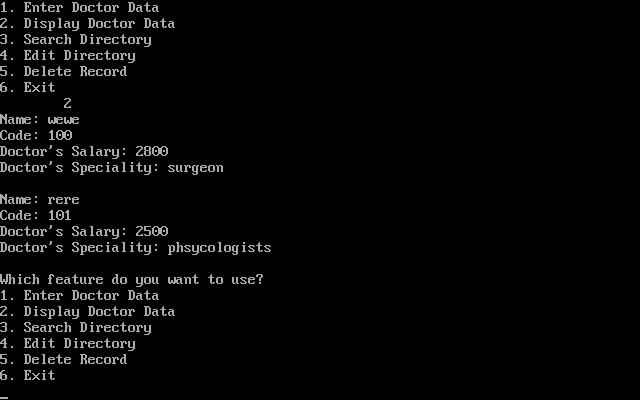 1. Enter Doctor Data
2. Display Doctor Data
3. Search Directory
4. Edit Directory
5. Delete Record
6. Exit
2
Name: wewe
Code: 100
Doctor's Salary: 2800
Doctor's Speciality: surgeon
Name: rere
Code: 101
Doctor's Salary: 2500
Doctor's Speciality: phsycologists
Which feature do you want to use?
1. Enter Doctor Data
2. Display Doctor Data
3. Search Directory
4. Edit Directory
5. Delete Record
6. Exit